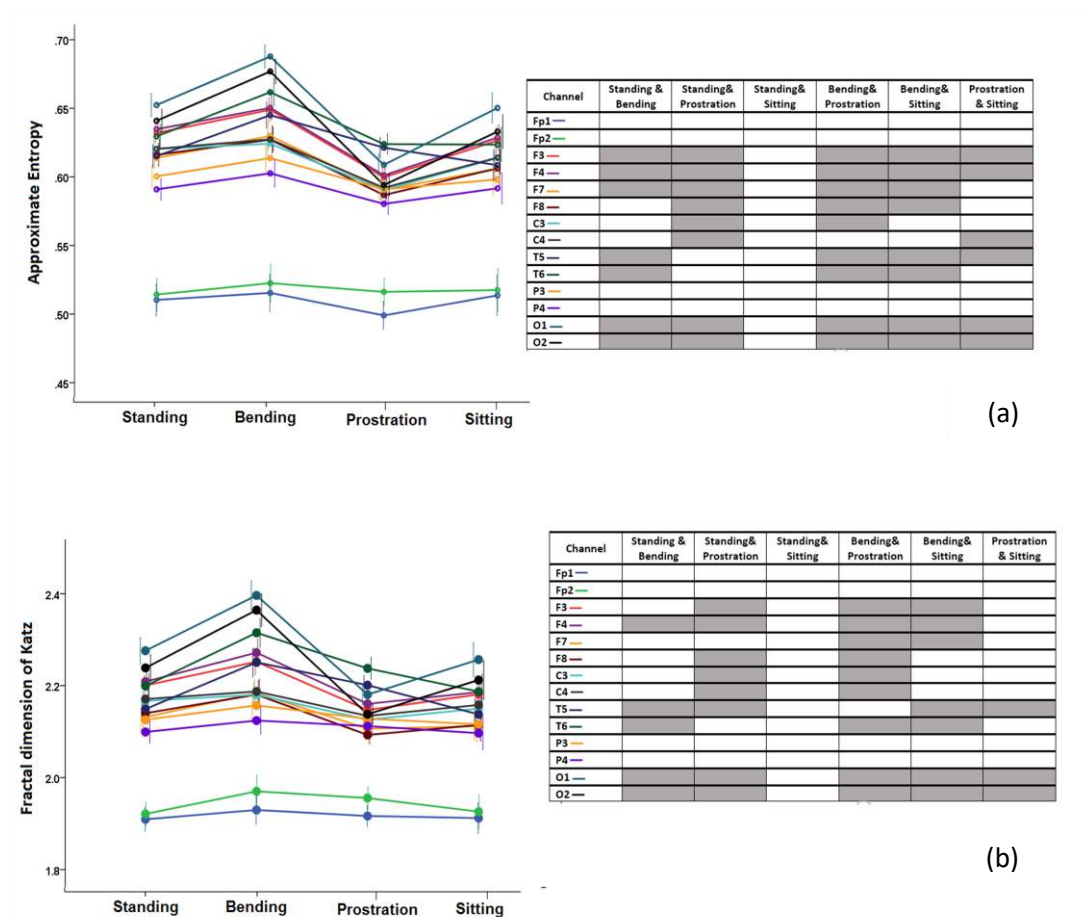 Approximate Entropy
.70
.65
.60
.55
.50
.45
Standing Bending Prostration Sitting
Channel Standing & Bending Standing& Prostration Standing& Sitting Bending& Prostration Bending& Sitting Prostration & Sitting
Fp1
Fp2
F3
F4
F7
F8
C3
C4
T5
T6
P3
P4
O1
O2
(a)
Fractal dimension of Katz
2.4
2.2
2.0
1.8
Standing Bending Prostration Sitting
Channel Standing & Bending Standing& Prostration Standing& Sitting Bending& Prostration Bending& Sitting Prostration & Sitting
Fp1
Fp2
F3
F4
F7
F8
C3
C4
T5
T6
P3
P4
O1
O2
(b)